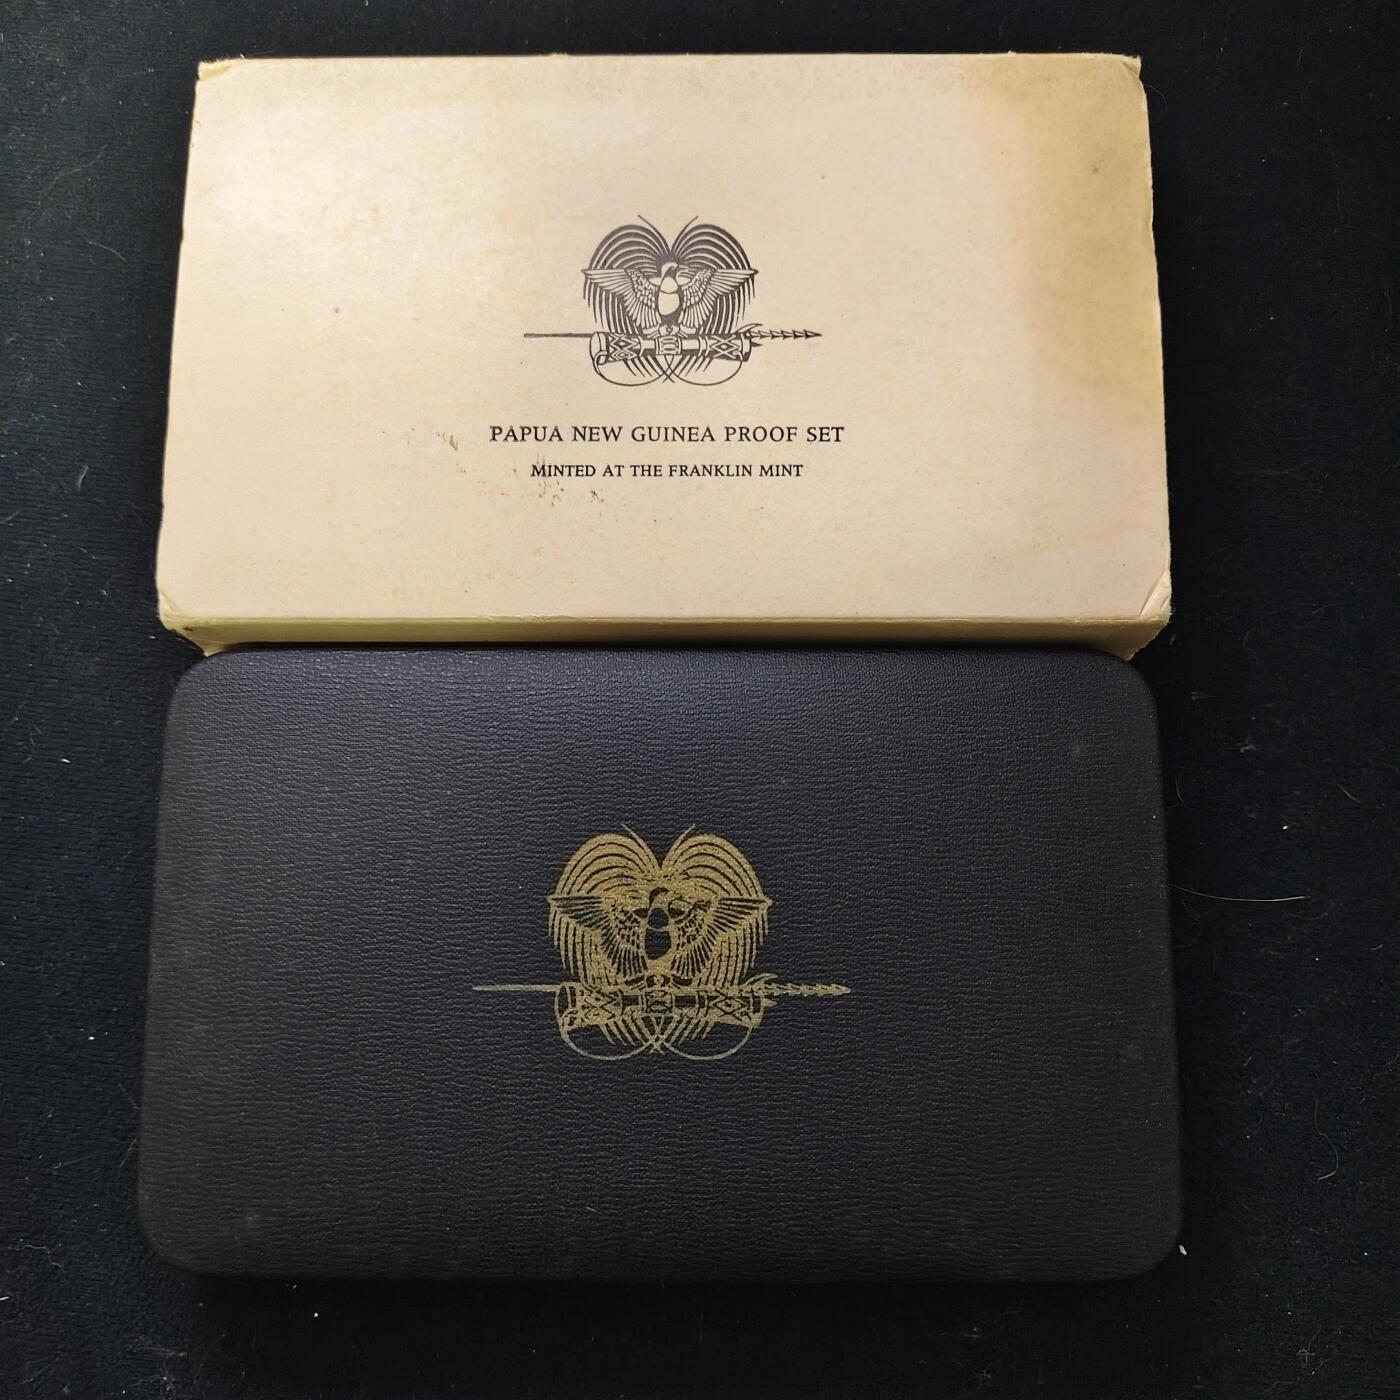 PAPUA NEW GUINEA PROOF SET
MINTED AT THE FRANKLIN MINT